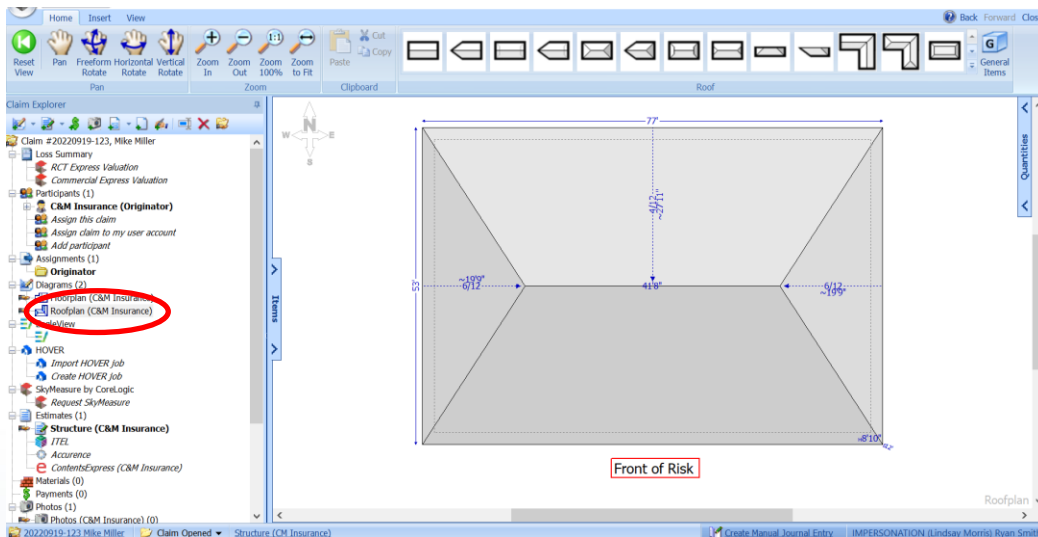 Home Insert View
Back Forward Clos
Reset View
Pan
Freeform Rotate
Horizontal Rotate
Vertical Rotate
Zoom In
Zoom Out
Zoom 100%
Zoom to Fit
Paste
Cut
Copy
General Items
Pan Zoom Clipboard Roof
Claim Explorer
Claim #20220919-123, Mike Miller
Loss Summary
RCT Express Valuation
Commercial Express Valuation
Participants (1)
C&M Insurance (Originator)
Assign this claim
Assign claim to my user account
Add participant
Assignments (1)
Originator
Diagrams (2)
Floorplan (C&M Insurance)
Roofplan (C&M Insurance)
EagleView
HOVER
Import HOVER job
Create HOVER job
SkyMeasure by CoreLogic
Request SkyMeasure
Estimates (1)
Structure (C&M Insurance)
ITEL
Accurence
ContentsExpress (C&M Insurance)
Materials (0)
Payments (0)
Photos (1)
Photos (C&M Insurance) (0)
Items
N
W E
S
77'
4/12
~27'11"
53'
~19'9"
6/12
41'8"
6/12
~19'9"
~8'10"
Front of Risk
Roofplan
Quantities
20220919-123 Mike Miller Claim Opened Structure (CM Insurance) Create Manual Journal Entry IMPERSONATION (Lindsay Morris) Ryan Smith